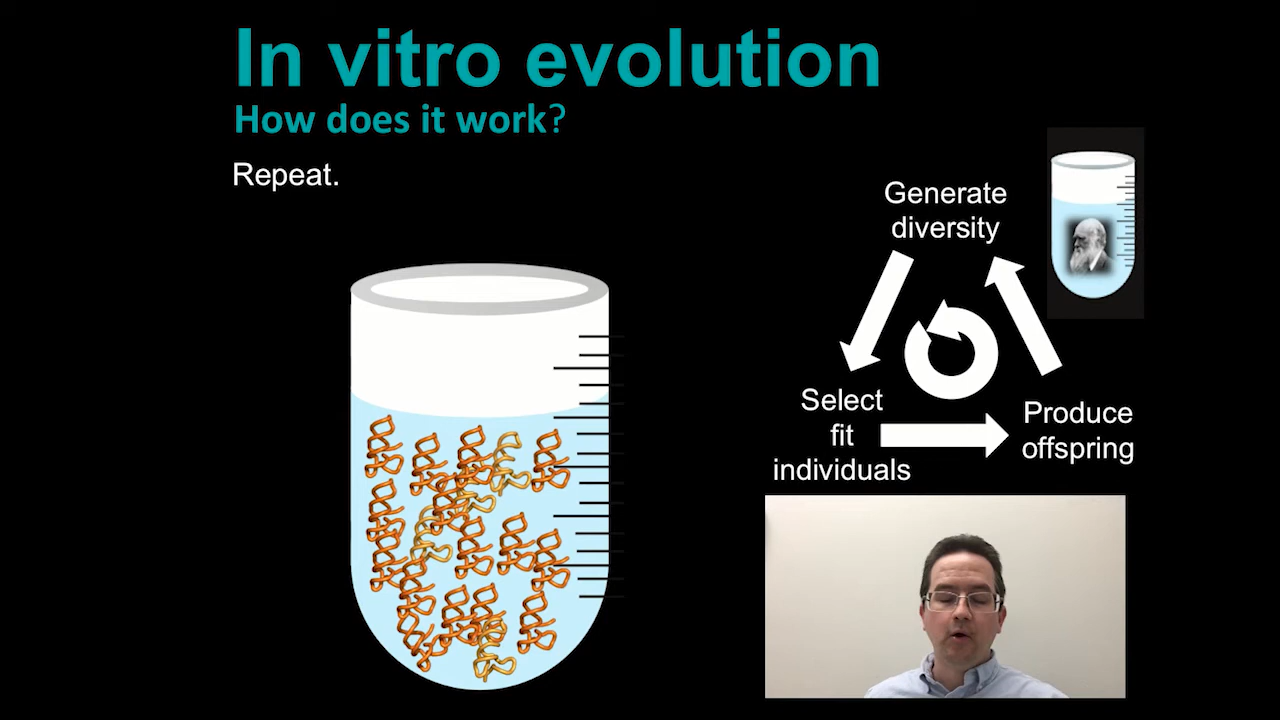 In vitro evolution
How does it work?
Repeat.
Generate
diversity
Select
fit
individuals
Produce
offspring